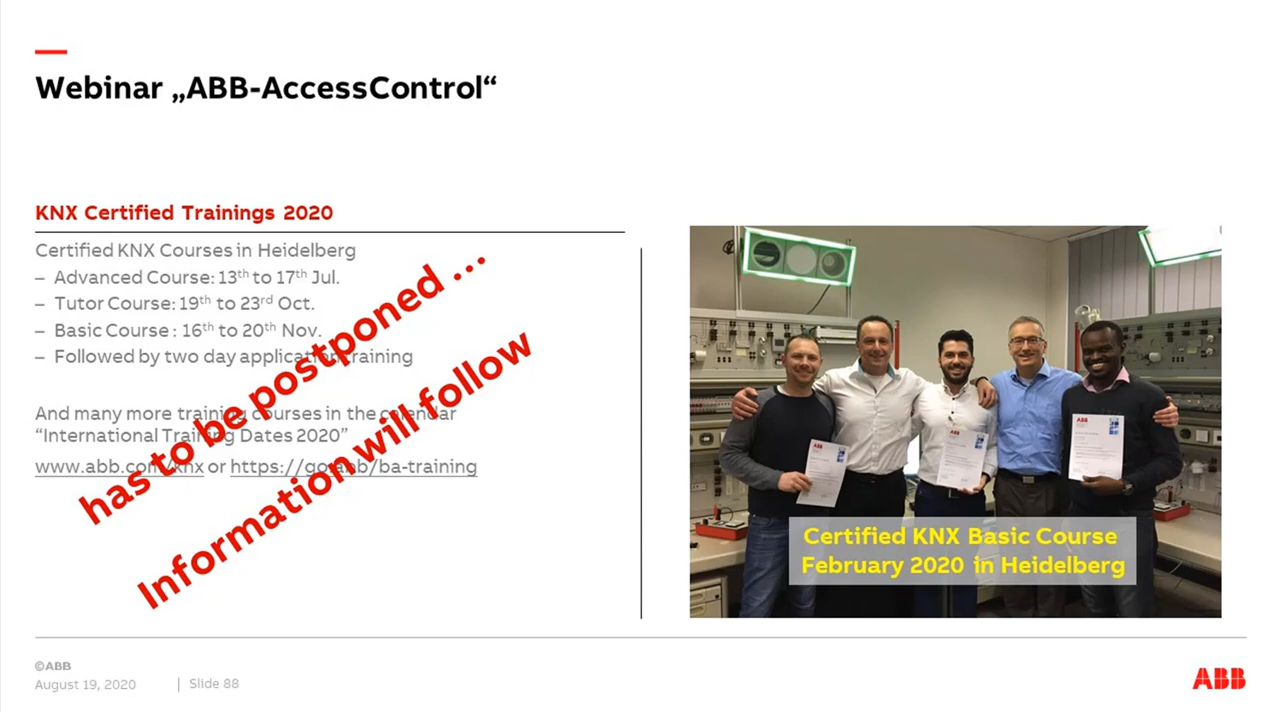 Webinar „ABB-AccessControl“
KNX Certified Trainings 2020
Certified KNX Courses in Heidelberg
– Advanced Course: 13th to 17th Jul.
– Tutor Course: 19th to 23rd Oct.
– Basic Course : 16th to 20th Nov.
– Followed by two day application training
And many more training courses in the calendar
“International Training Dates 2020”
www.abb.com/knx or https://go.abb/ba-training
has to be postponed ...
Information will follow
ABB
ABB
ABB
Certified KNX Basic Course
February 2020 in Heidelberg
©ABB
August 19, 2020 | Slide 88
ABB